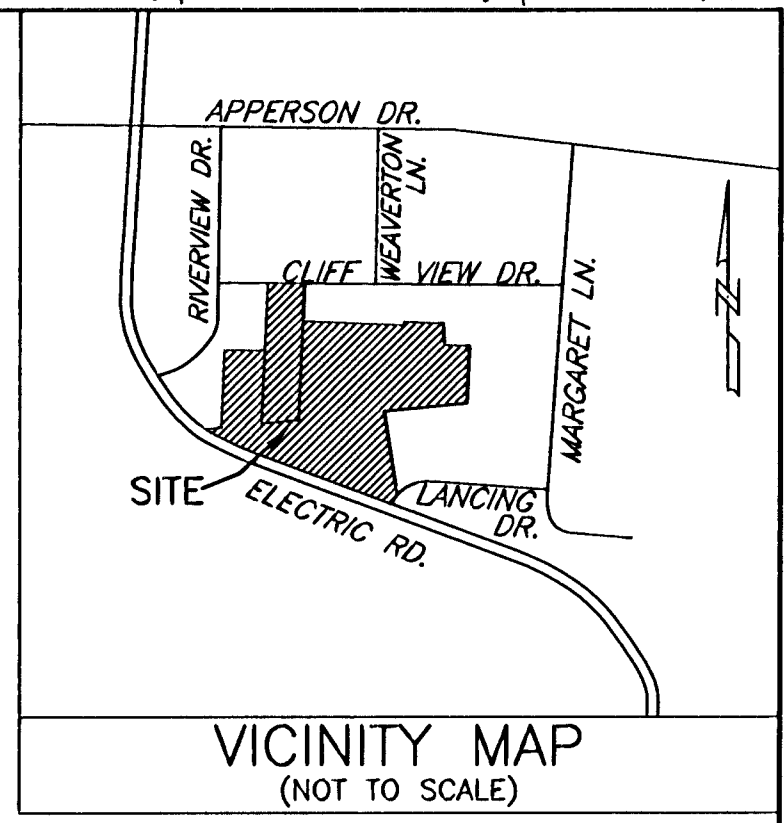 APPERSON DR.
RIVERVIEW DR.
WEAVERTON
LN.
CLIFF VIEW DR.
MARGARET LN.
N
SITE
ELECTRIC RD.
LANCING
DR.
VICINITY MAP
(NOT TO SCALE)